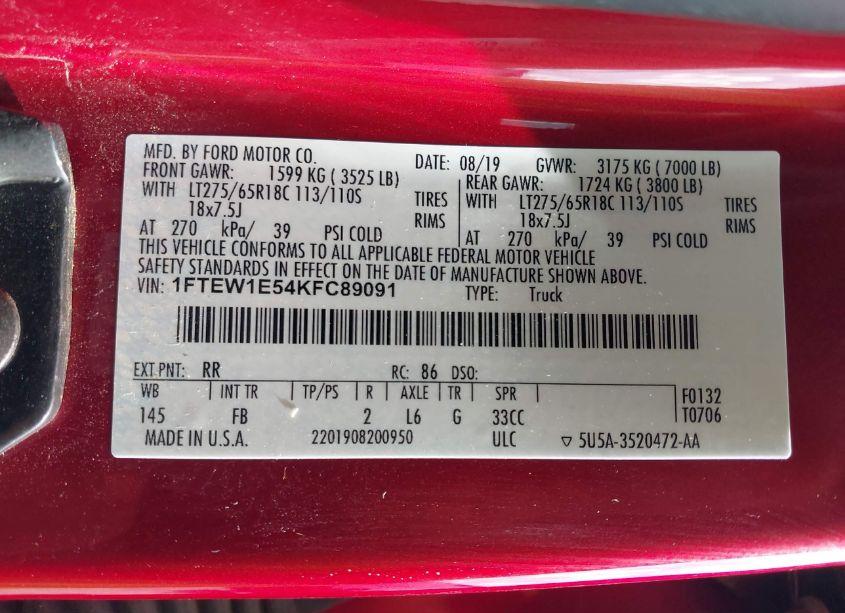 MFD. BY FORD MOTOR CO. DATE: 08/19 GVWR: 3175 KG ( 7000 LB)
FRONT GAWR: 1599 KG ( 3525 LB) REAR GAWR: 1724 KG ( 3800 LB)
WITH LT275/65R18C 113/110S TIRES WITH LT275/65R18C 113/110S TIRES
18x7.5J RIMS 18x7.5J RIMS
AT 270 kPa/ 39 PSI COLD AT 270 kPa/ 39 PSI COLD
THIS VEHICLE CONFORMS TO ALL APPLICABLE FEDERAL MOTOR VEHICLE
SAFETY STANDARDS IN EFFECT ON THE DATE OF MANUFACTURE SHOWN ABOVE.
VIN: 1FTEW1E54KFC89091 TYPE: Truck
EXT PNT: RR RC: 86 DSO:
WB INT TR TP/PS R AXLE TR SPR F0132
145 FB 2 L6 G 33CC T0706
MADE IN U.S.A. 2201908200950 ULC ▽ 5U5A-3520472-AA